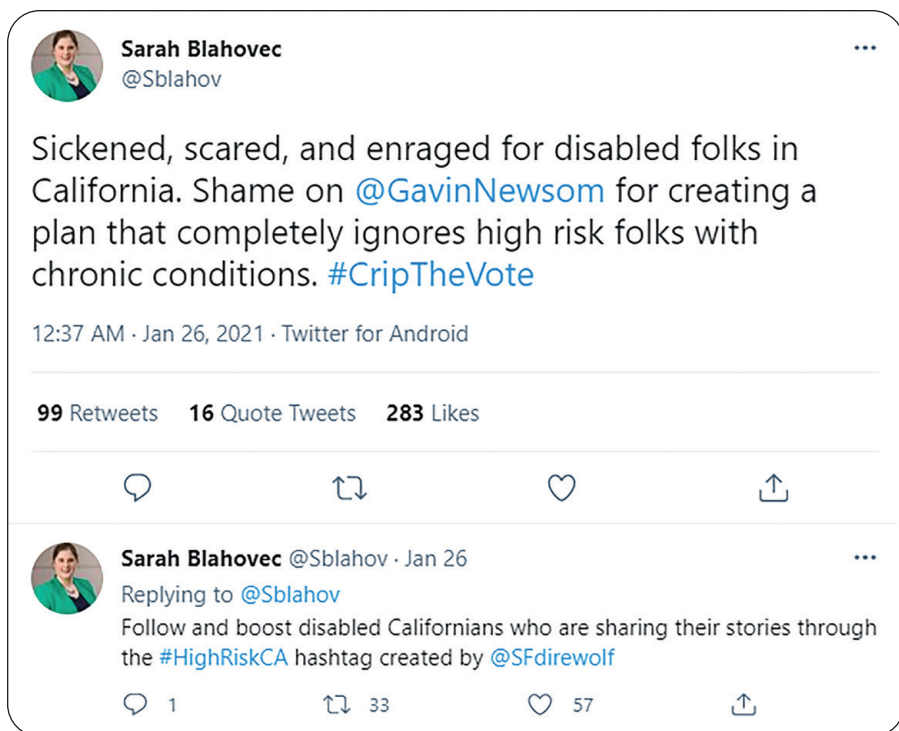 Sarah Blahovec
@Sblahov
Sickened, scared, and enraged for disabled folks in
California. Shame on @GavinNewsom for creating a
plan that completely ignores high risk folks with
chronic conditions. #CripTheVote
12:37 AM · Jan 26, 2021 · Twitter for Android
99 Retweets 16 Quote Tweets 283 Likes
Sarah Blahovec @Sblahov · Jan 26
Replying to @Sblahov
Follow and boost disabled Californians who are sharing their stories through
the #HighRiskCA hashtag created by @SFdirewolf
1 33 57